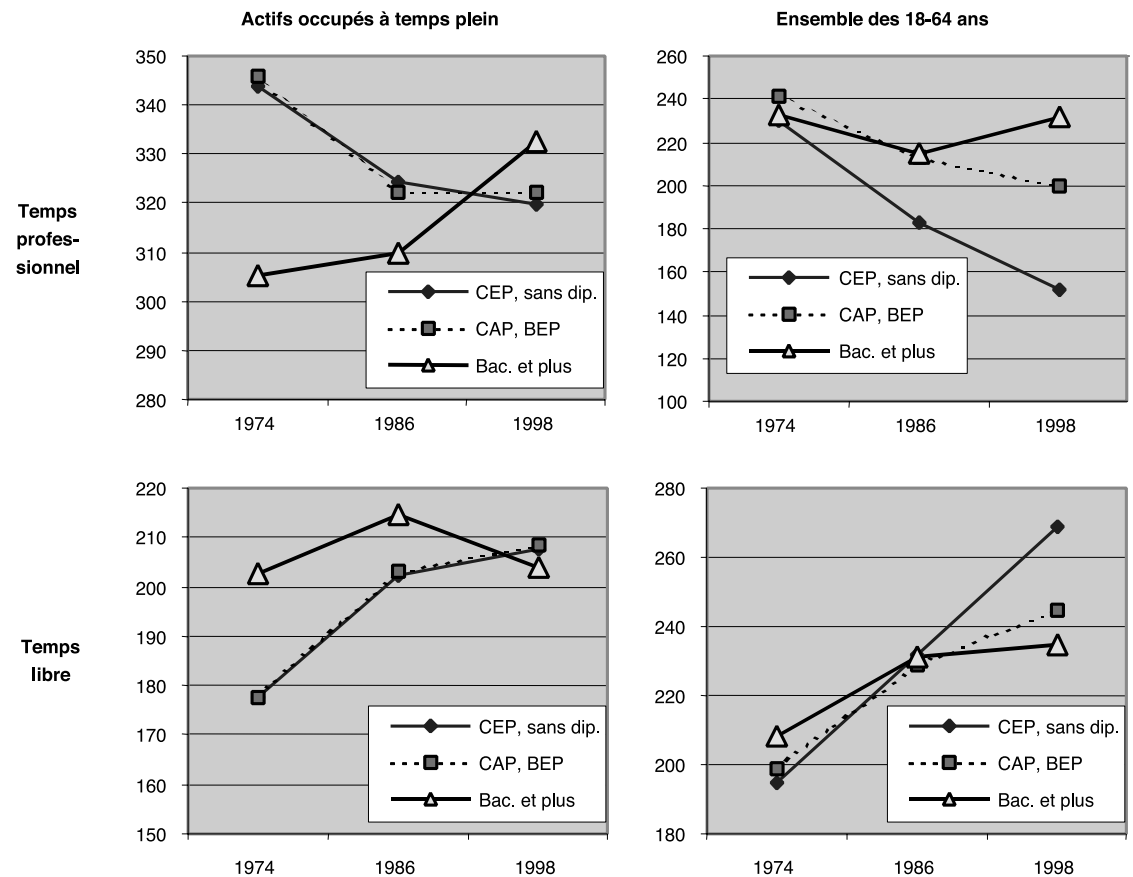 Actifs occupés à temps plein
Ensemble des 18-64 ans
Temps
profes-
sionnel
350
340
330
320
310
300
290
280
1974
1986
1998
CEP, sans dip.
CAP, BEP
Bac. et plus
260
240
220
200
180
160
140
120
100
1974
1986
1998
CEP, sans dip.
CAP, BEP
Bac. et plus
Temps
libre
220
210
200
190
180
170
160
150
1974
1986
1998
CEP, sans dip.
CAP, BEP
Bac. et plus
280
260
240
220
200
180
1974
1986
1998
CEP, sans dip.
CAP, BEP
Bac. et plus